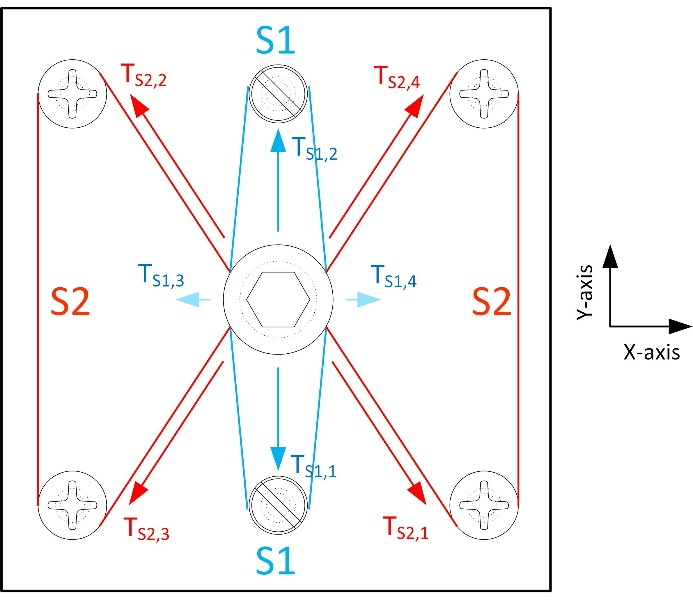 S1
T_S2,2
T_S2,4
T_S1,2
T_S1,3
T_S1,4
S2
S2
Y-axis
X-axis
T_S1,1
T_S2,3
T_S2,1
S1